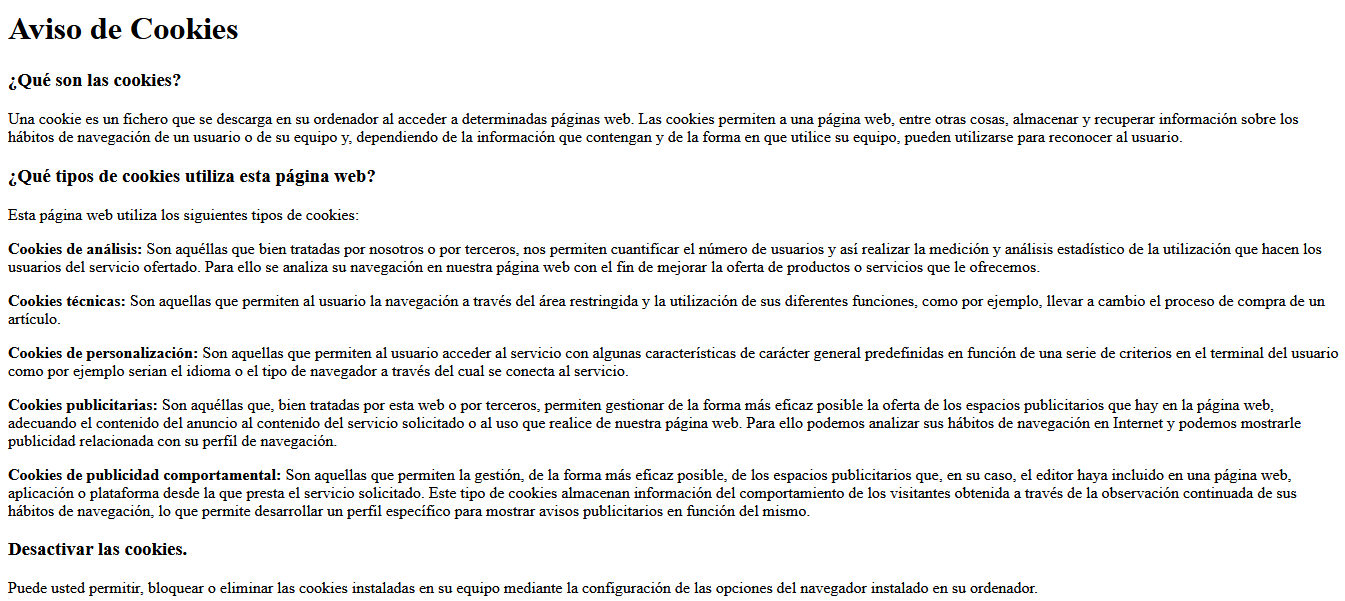 Aviso de Cookies
¿Qué son las cookies?
Una cookie es un fichero que se descarga en su ordenador al acceder a determinadas páginas web. Las cookies permiten a una página web, entre otras cosas, almacenar y recuperar información sobre los
hábitos de navegación de un usuario o de su equipo y, dependiendo de la información que contengan y de la forma en que utilice su equipo, pueden utilizarse para reconocer al usuario.
¿Qué tipos de cookies utiliza esta página web?
Esta página web utiliza los siguientes tipos de cookies:
Cookies de análisis: Son aquéllas que bien tratadas por nosotros o por terceros, nos permiten cuantificar el número de usuarios y así realizar la medición y análisis estadístico de la utilización que hacen los
usuarios del servicio ofertado. Para ello se analiza su navegación en nuestra página web con el fin de mejorar la oferta de productos o servicios que le ofrecemos.
Cookies técnicas: Son aquellas que permiten al usuario la navegación a través del área restringida y la utilización de sus diferentes funciones, como por ejemplo, llevar a cambio el proceso de compra de un
artículo.
Cookies de personalización: Son aquellas que permiten al usuario acceder al servicio con algunas características de carácter general predefinidas en función de una serie de criterios en el terminal del usuario
como por ejemplo serian el idioma o el tipo de navegador a través del cual se conecta al servicio.
Cookies publicitarias: Son aquéllas que, bien tratadas por esta web o por terceros, permiten gestionar de la forma más eficaz posible la oferta de los espacios publicitarios que hay en la página web,
adecuando el contenido del anuncio al contenido del servicio solicitado o al uso que realice de nuestra página web. Para ello podemos analizar sus hábitos de navegación en Internet y podemos mostrarle
publicidad relacionada con su perfil de navegación.
Cookies de publicidad comportamental: Son aquellas que permiten la gestión, de la forma más eficaz posible, de los espacios publicitarios que, en su caso, el editor haya incluido en una página web,
aplicación o plataforma desde la que presta el servicio solicitado. Este tipo de cookies almacenan información del comportamiento de los visitantes obtenida a través de la observación continuada de sus
hábitos de navegación, lo que permite desarrollar un perfil específico para mostrar avisos publicitarios en función del mismo.
Desactivar las cookies.
Puede usted permitir, bloquear o eliminar las cookies instaladas en su equipo mediante la configuración de las opciones del navegador instalado en su ordenador.